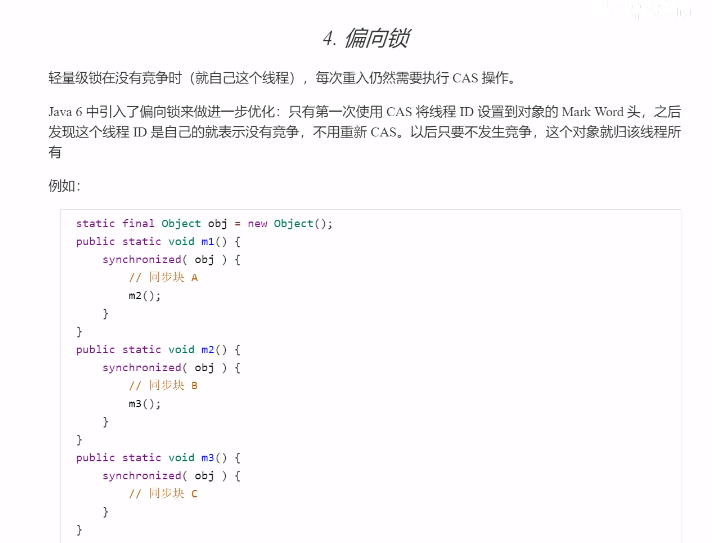 4. 偏向锁
轻量级锁在没有竞争时（就自己这个线程），每次重入仍然需要执行 CAS 操作。
Java 6 中引入了偏向锁来做进一步优化：只有第一次使用 CAS 将线程 ID 设置到对象的 Mark Word 头，之后
发现这个线程 ID 是自己的就表示没有竞争，不用重新 CAS。以后只要不发生竞争，这个对象就归该线程所
有
例如：
static final Object obj = new Object();
public static void m1() {
    synchronized( obj ) {
        // 同步块 A
        m2();
    }
}
public static void m2() {
    synchronized( obj ) {
        // 同步块 B
        m3();
    }
}
public static void m3() {
    synchronized( obj ) {
        // 同步块 C
    }
}